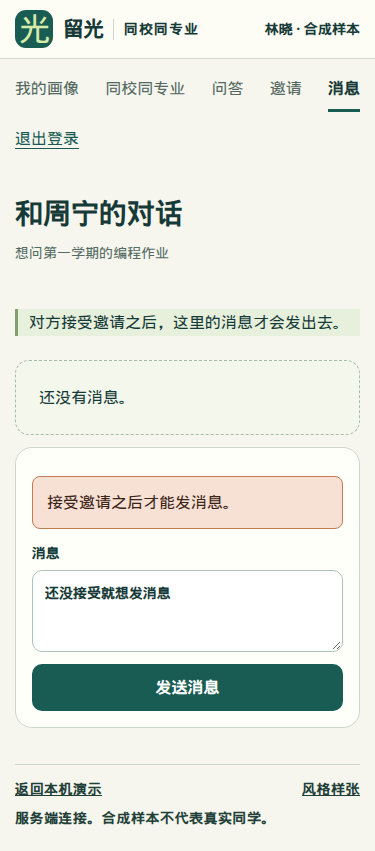 光 留光 同校同专业 林晓·合成样本
我的画像 同校同专业 问答 邀请 消息
退出登录
和周宁的对话
想问第一学期的编程作业
对方接受邀请之后，这里的消息才会发出去。
还没有消息。
接受邀请之后才能发消息。
消息
还没接受就想发消息
发送消息
返回本机演示 风格样张
服务端连接。合成样本不代表真实同学。